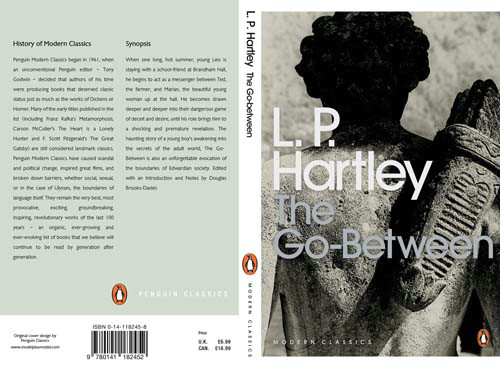 History of Modern Classics
Penguin Modern Classics began in 1961, when
an unconventional Penguin editor – Tony
Godwin – decided that authors of his time
were producing books that deserved classic
status just as much as the works of Dickens or
Homer. Many of the early titles published in the
list (including Franz Kafka's Metamorphosis,
Carson McCuller's The Heart is a Lonely
Hunter and F. Scott Fitzgerald's The Great
Gatsby) are still considered landmark classics.
Penguin Modern Classics have caused scandal
and political change, inspired great films, and
broken down barriers, whether social, sexual,
or in the case of Ulysses, the boundaries of
language itself. They remain the very best, most
provocative, exciting, groundbreaking,
inspiring, revolutionary works of the last 100
years – an organic, ever-growing and
ever-evolving list of books that we believe will
continue to be read by generation after
generation.
Synopsis
When one long, hot summer, young Leo is
staying with a school-friend at Brandham Hall,
he begins to act as a messenger between Ted,
the farmer, and Marian, the beautiful young
woman up at the hall. He becomes drawn
deeper and deeper into their dangerous game
of deceit and desire, until his role brings him to
a shocking and premature revelation. The
haunting story of a young boy's awakening into
the secrets of the adult world, The Go-
Between is also an unforgettable evocation of
the boundaries of Edwardian society. Edited
with an Introduction and Notes by Douglas
Brooks-Davies
PENGUIN CLASSICS
Original cover design by
Penguin Classics
www.modelplusmodel.com
ISBN 0-14-118245-8
9 780141 182452
Price
U.K. £6.99
CAN. £16.99
L. P. Hartley The Go-between
MODERN CLASSICS
L. P.
Hartley
The
Go-Between
MODERN CLASSICS